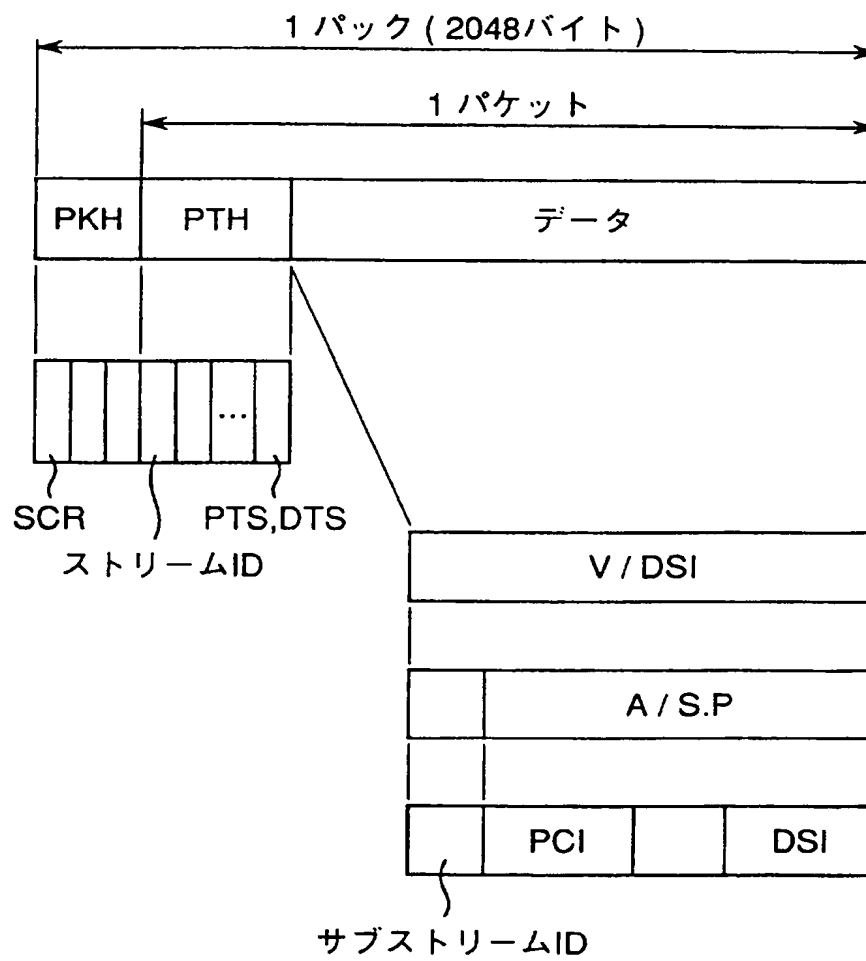 1 パック ( 2048バイト )
1 パケット
PKH PTH データ
...
SCR PTS,DTS
ストリームID
V / DSI
A / S.P
PCI DSI
サブストリームID